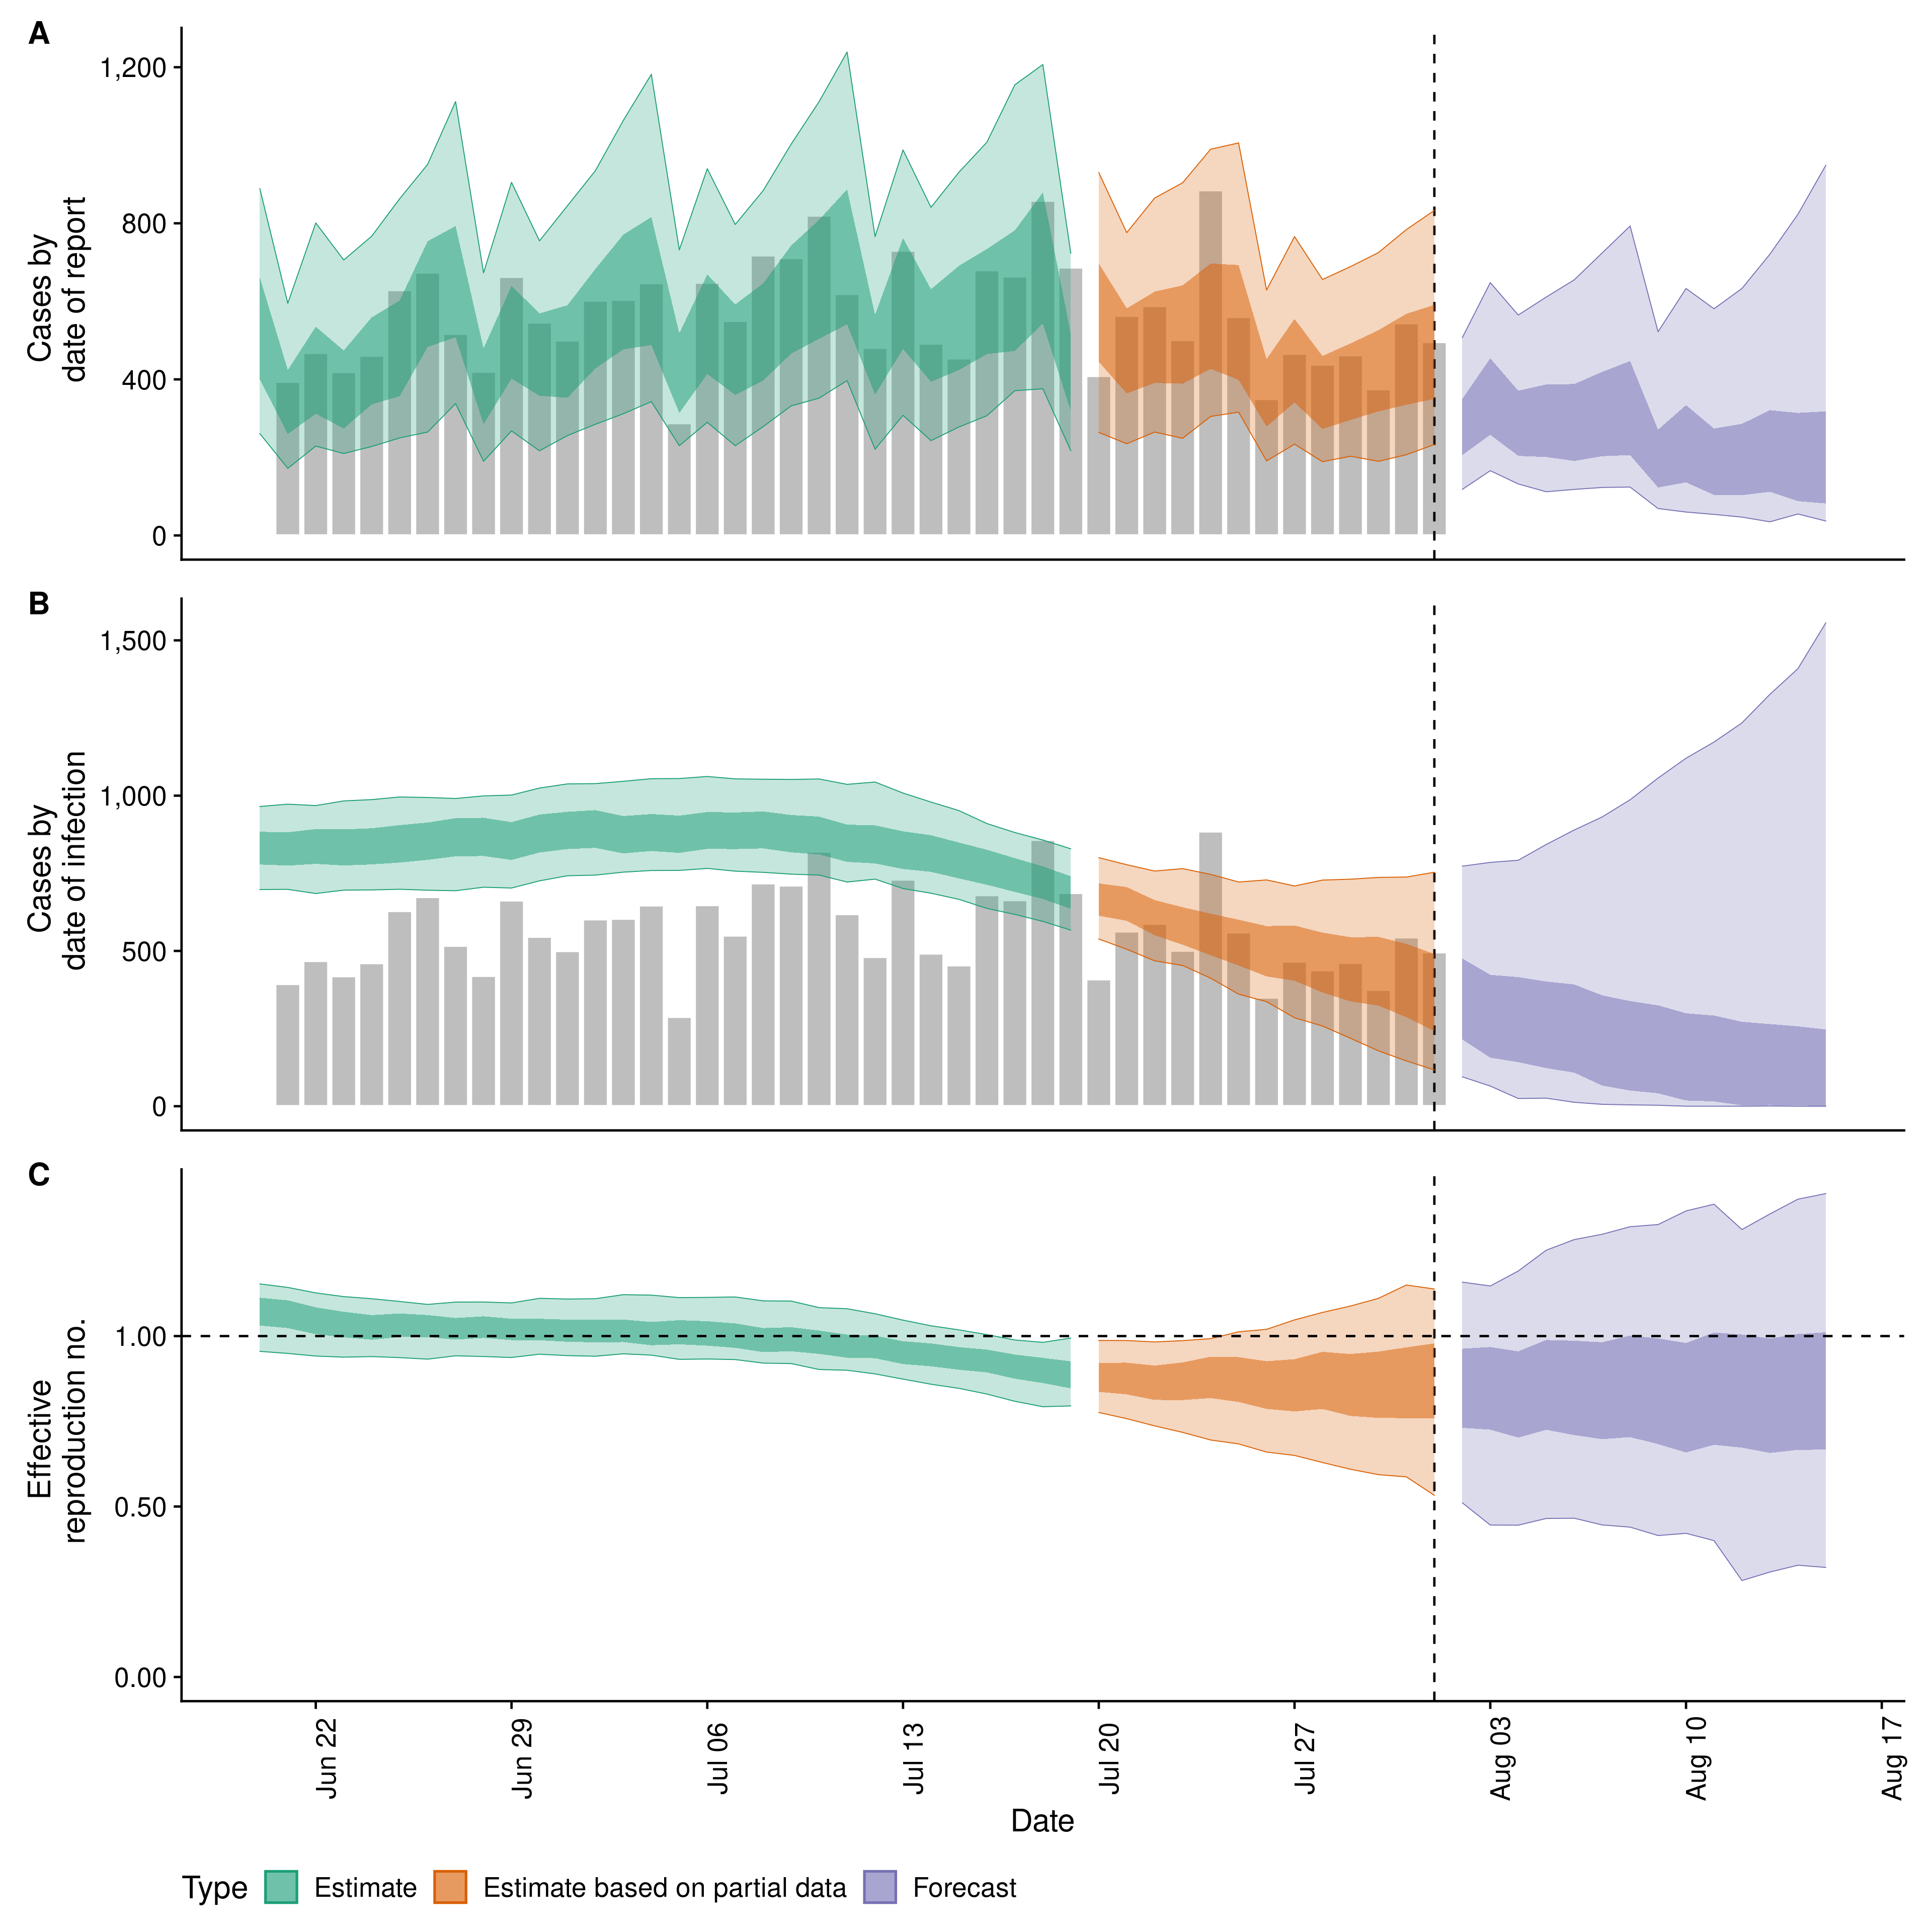 A
1,200
800
400
0
Cases by
date of report
B
1,500
1,000
500
0
Cases by
date of infection
C
1.00
0.50
0.00
Effective
reproduction no.
Jun 22
Jun 29
Jul 06
Jul 13
Jul 20
Jul 27
Aug 03
Aug 10
Aug 17
Date
Type Estimate Estimate based on partial data Forecast